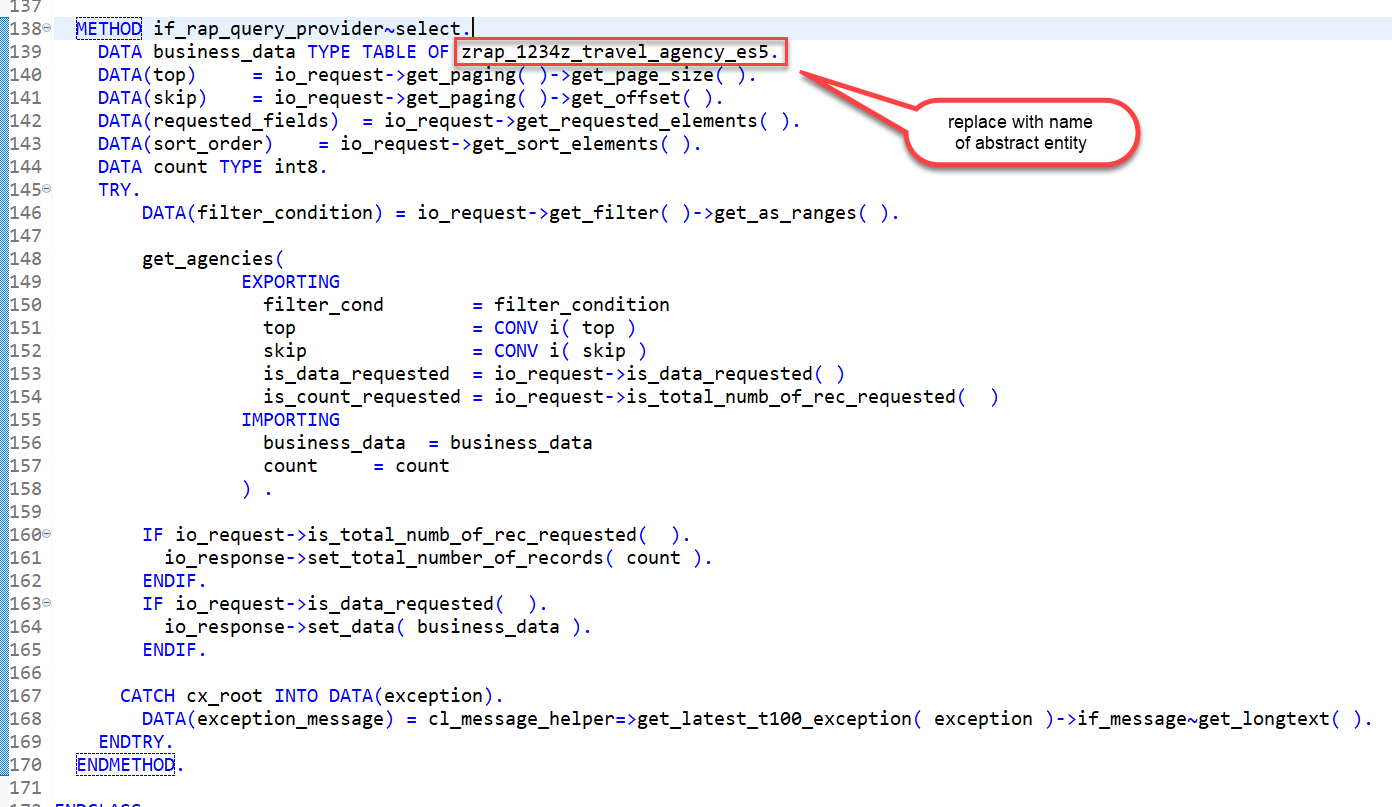 137
138 METHOD if_rap_query_provider~select.
139 DATA business_data TYPE TABLE OF zrap_1234z_travel_agency_es5.
140 DATA(top)     = io_request->get_paging( )->get_page_size( ).
141 DATA(skip)    = io_request->get_paging( )->get_offset( ).
142 DATA(requested_fields)  = io_request->get_requested_elements( ).
143 DATA(sort_order)    = io_request->get_sort_elements( ).
144 DATA count TYPE int8.
145 TRY.
146 DATA(filter_condition) = io_request->get_filter( )->get_as_ranges( ).
147
148 get_agencies(
149 EXPORTING
150 filter_cond        = filter_condition
151 top                = CONV i( top )
152 skip               = CONV i( skip )
153 is_data_requested  = io_request->is_data_requested( )
154 is_count_requested = io_request->is_total_numb_of_rec_requested(  )
155 IMPORTING
156 business_data  = business_data
157 count     = count
158 ) .
159
160 IF io_request->is_total_numb_of_rec_requested(  ).
161 io_response->set_total_number_of_records( count ).
162 ENDIF.
163 IF io_request->is_data_requested(  ).
164 io_response->set_data( business_data ).
165 ENDIF.
166
167 CATCH cx_root INTO DATA(exception).
168 DATA(exception_message) = cl_message_helper=>get_latest_t100_exception( exception )->if_message~get_longtext( ).
169 ENDTRY.
170 ENDMETHOD.
171
replace with name
of abstract entity